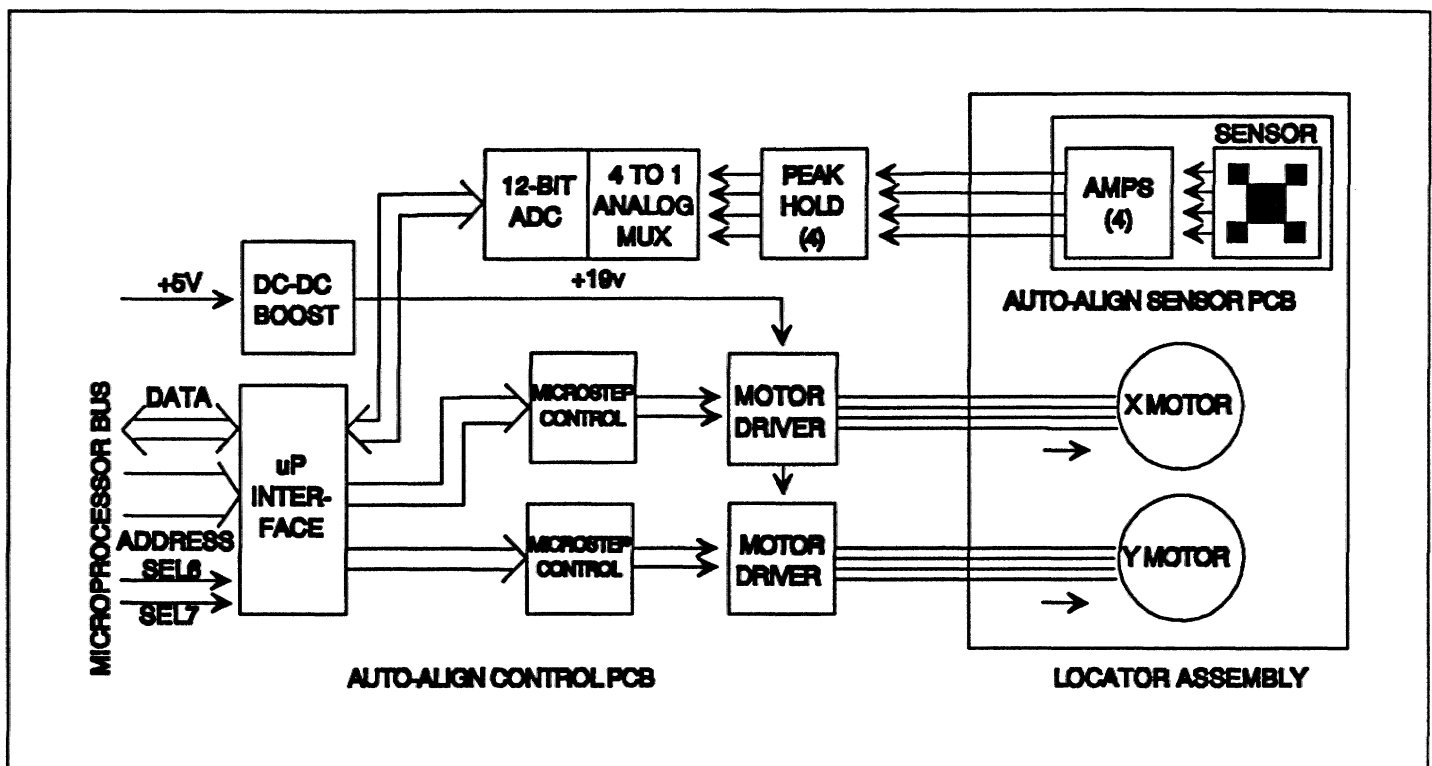 SENSOR
12-BIT
ADC
4 TO 1
ANALOG
MUX
PEAK
HOLD
(4)
AMPS
(4)
+5V
DC-DC
BOOST
+19v
AUTO-ALIGN SENSOR PCB
MICROPROCESSOR BUS
DATA
uP
INTER-
FACE
MICROSTEP
CONTROL
MOTOR
DRIVER
X MOTOR
ADDRESS
SEL6
SEL7
MICROSTEP
CONTROL
MOTOR
DRIVER
Y MOTOR
AUTO-ALIGN CONTROL PCB
LOCATOR ASSEMBLY